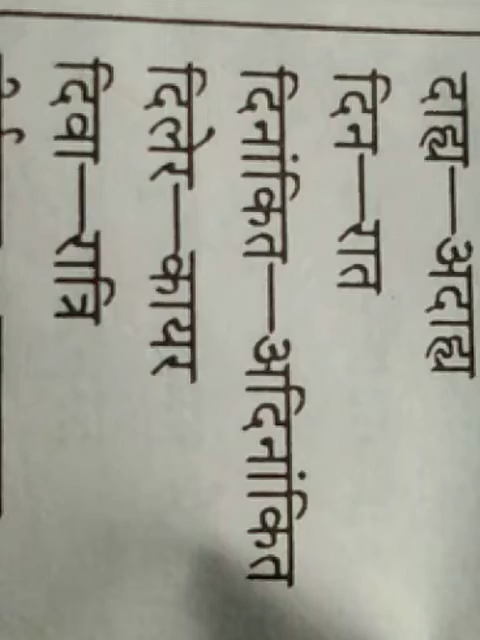 दाह्य—अदाह्य
दिन—रात
दिनांकित—अदिनांकित
दिलेर—कायर
दिवा—रात्रि